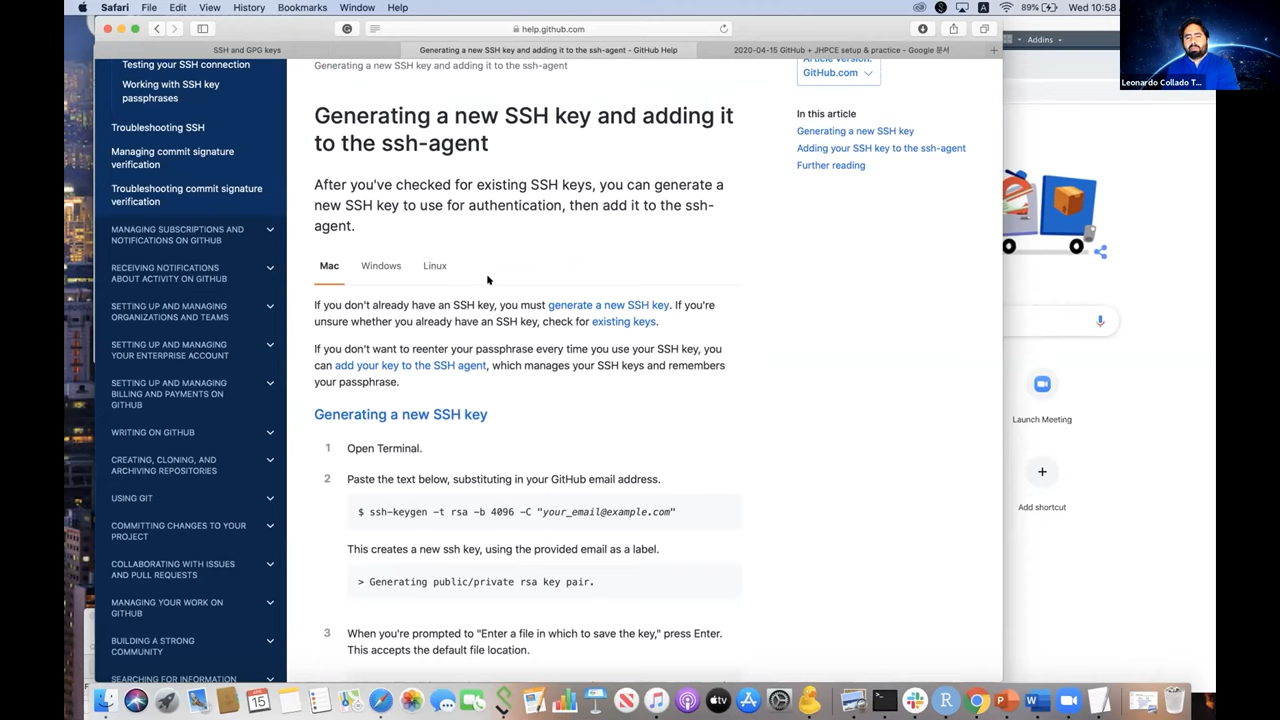 Safari File Edit View History Bookmarks Window Help
89% Wed 10:58
Addins
help.github.com
SSH and GPG keys
Generating a new SSH key and adding it to the ssh-agent - GitHub Help
2020-04-15 GitHub + JHPCE setup & practice - Google 문서
Leonardo Collado T...
Testing your SSH connection
Working with SSH key
passphrases
Troubleshooting SSH
Managing commit signature
verification
Troubleshooting commit signature
verification
MANAGING SUBSCRIPTIONS AND
NOTIFICATIONS ON GITHUB
RECEIVING NOTIFICATIONS
ABOUT ACTIVITY ON GITHUB
SETTING UP AND MANAGING
ORGANIZATIONS AND TEAMS
SETTING UP AND MANAGING
YOUR ENTERPRISE ACCOUNT
SETTING UP AND MANAGING
BILLING AND PAYMENTS ON
GITHUB
WRITING ON GITHUB
CREATING, CLONING, AND
ARCHIVING REPOSITORIES
USING GIT
COMMITTING CHANGES TO YOUR
PROJECT
COLLABORATING WITH ISSUES
AND PULL REQUESTS
MANAGING YOUR WORK ON
GITHUB
BUILDING A STRONG
COMMUNITY
SEARCHING FOR INFORMATION
Generating a new SSH key and adding it to the ssh-agent
Article version:
GitHub.com
Generating a new SSH key and adding it
to the ssh-agent
After you've checked for existing SSH keys, you can generate a
new SSH key to use for authentication, then add it to the ssh-
agent.
Mac Windows Linux
If you don't already have an SSH key, you must generate a new SSH key. If you're
unsure whether you already have an SSH key, check for existing keys.
If you don't want to reenter your passphrase every time you use your SSH key, you
can add your key to the SSH agent, which manages your SSH keys and remembers
your passphrase.
Generating a new SSH key
1 Open Terminal.
2 Paste the text below, substituting in your GitHub email address.
$ ssh-keygen -t rsa -b 4096 -C "your_email@example.com"
This creates a new ssh key, using the provided email as a label.
> Generating public/private rsa key pair.
3 When you're prompted to "Enter a file in which to save the key," press Enter.
This accepts the default file location.
In this article
Generating a new SSH key
Adding your SSH key to the ssh-agent
Further reading
Launch Meeting
Add shortcut
APR
15
tv